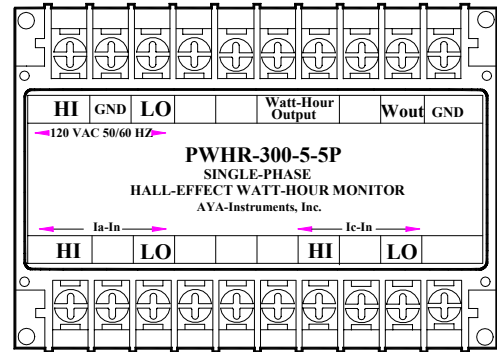 HI GND LO Watt-Hour Output Wout GND
120 VAC 50/60 HZ
PWHR-300-5-5P
SINGLE-PHASE
HALL-EFFECT WATT-HOUR MONITOR
AYA-Instruments, Inc.
Ia-In Ic-In
HI LO HI LO